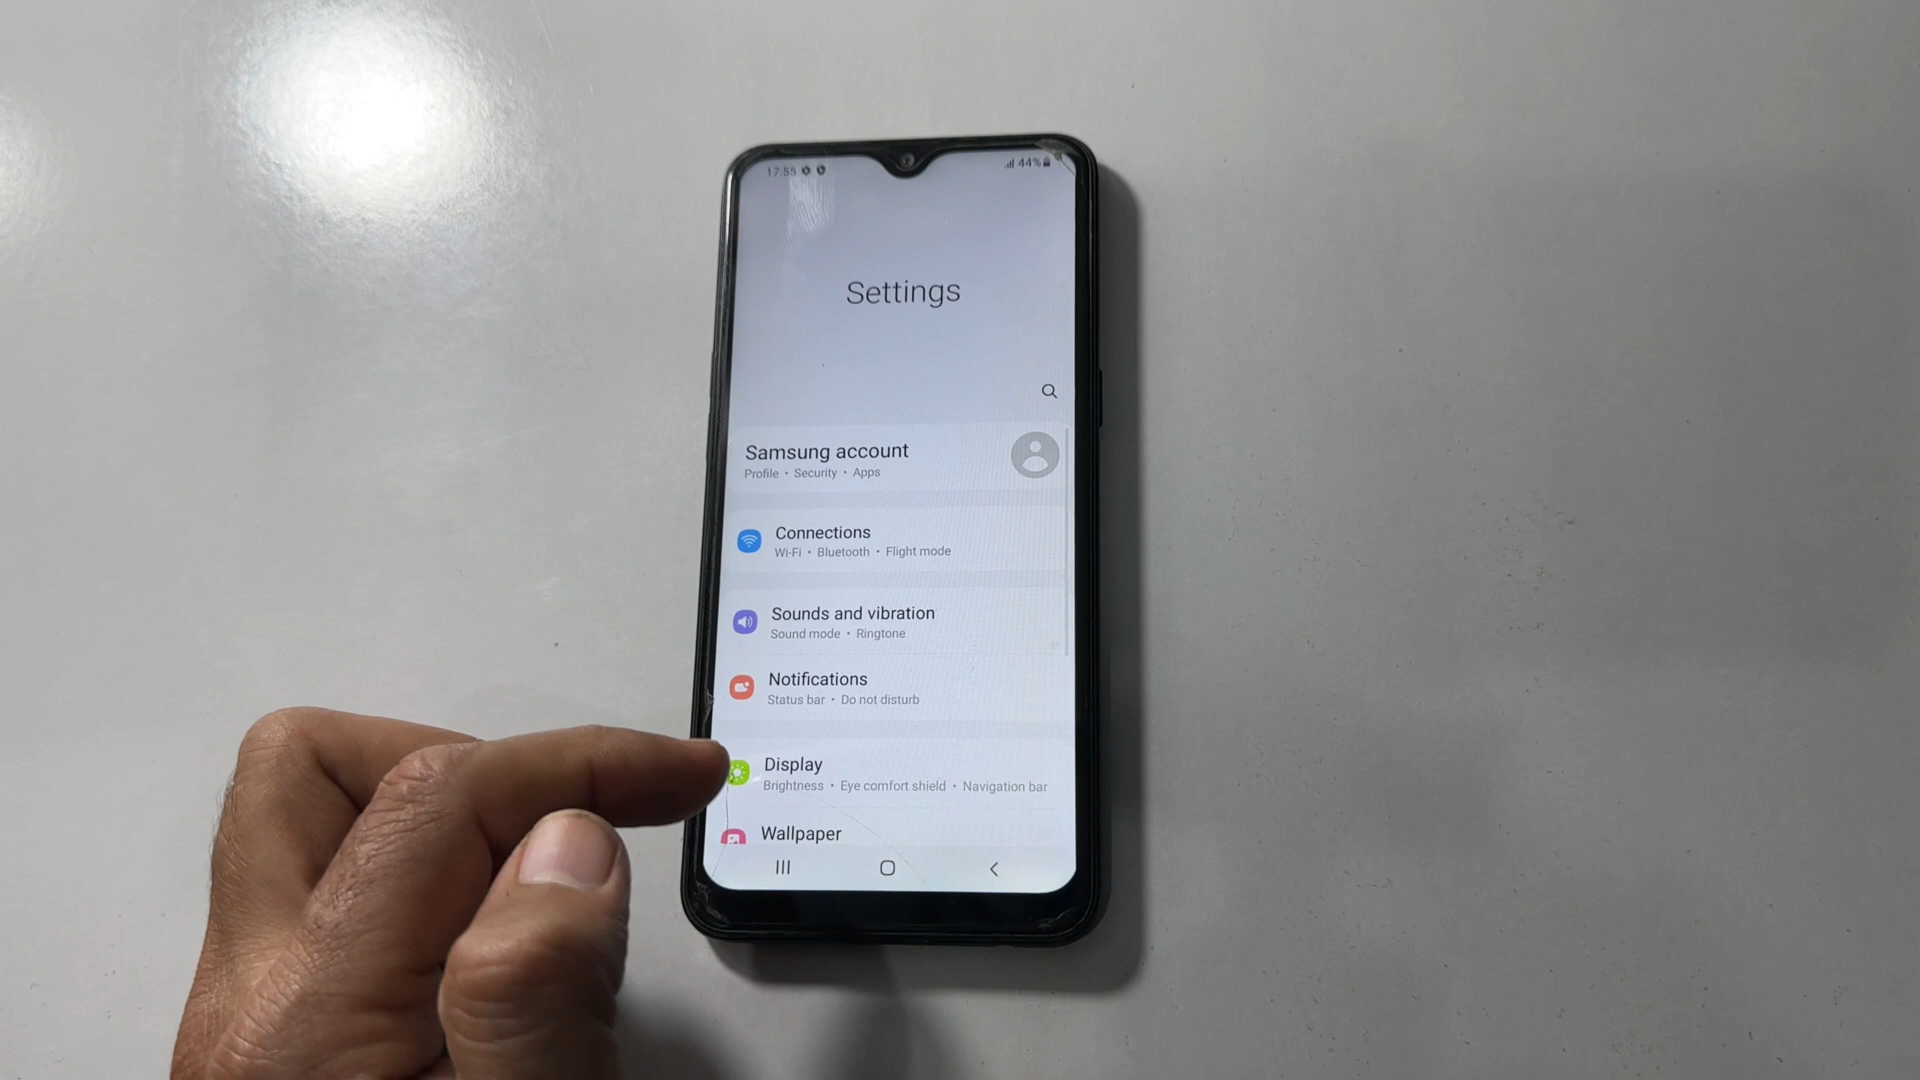 17:55
44%
Settings
Samsung account
Profile • Security • Apps
Connections
Wi-Fi • Bluetooth • Flight mode
Sounds and vibration
Sound mode • Ringtone
Notifications
Status bar • Do not disturb
Display
Brightness • Eye comfort shield • Navigation bar
Wallpaper